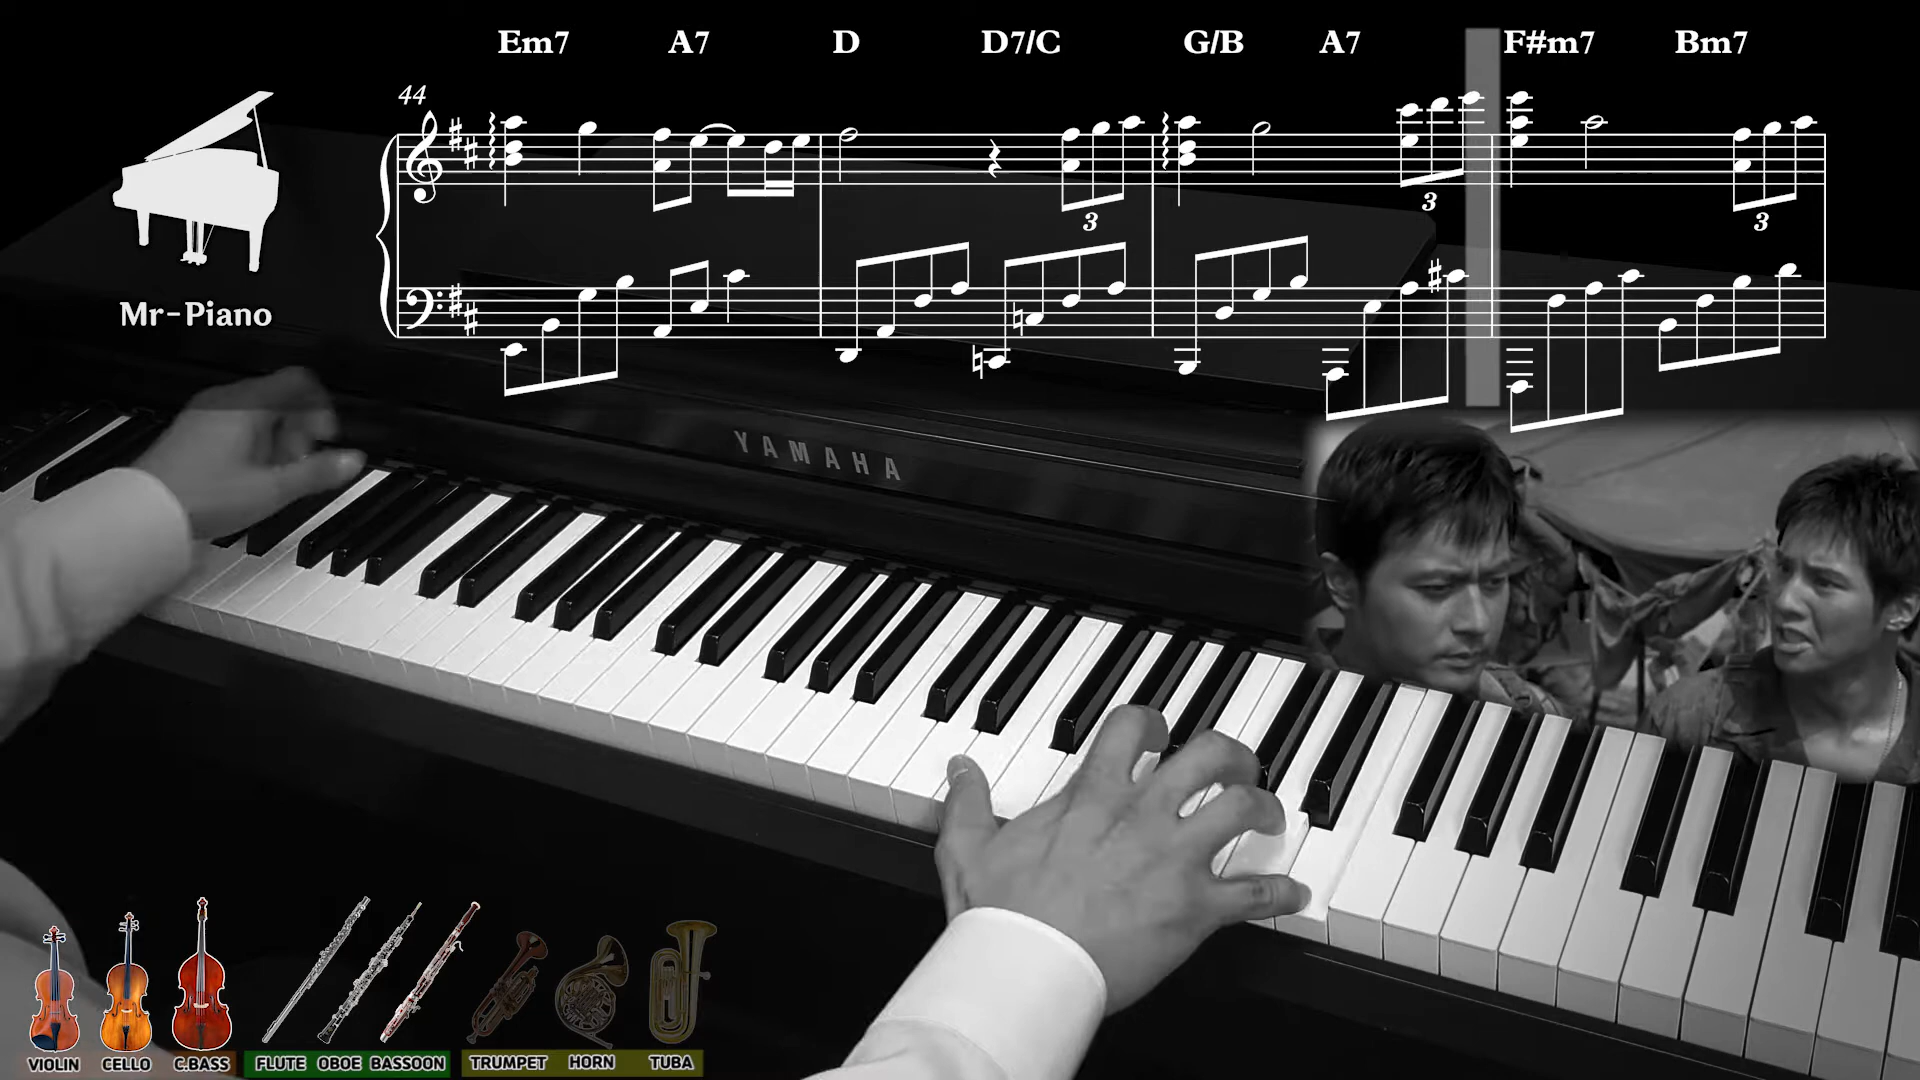 Em7 A7 D D7/C G/B A7 F#m7 Bm7
44
3 3 3
Mr-Piano
YAMAHA
VIOLIN CELLO C.BASS FLUTE OBOE BASSOON TRUMPET HORN TUBA